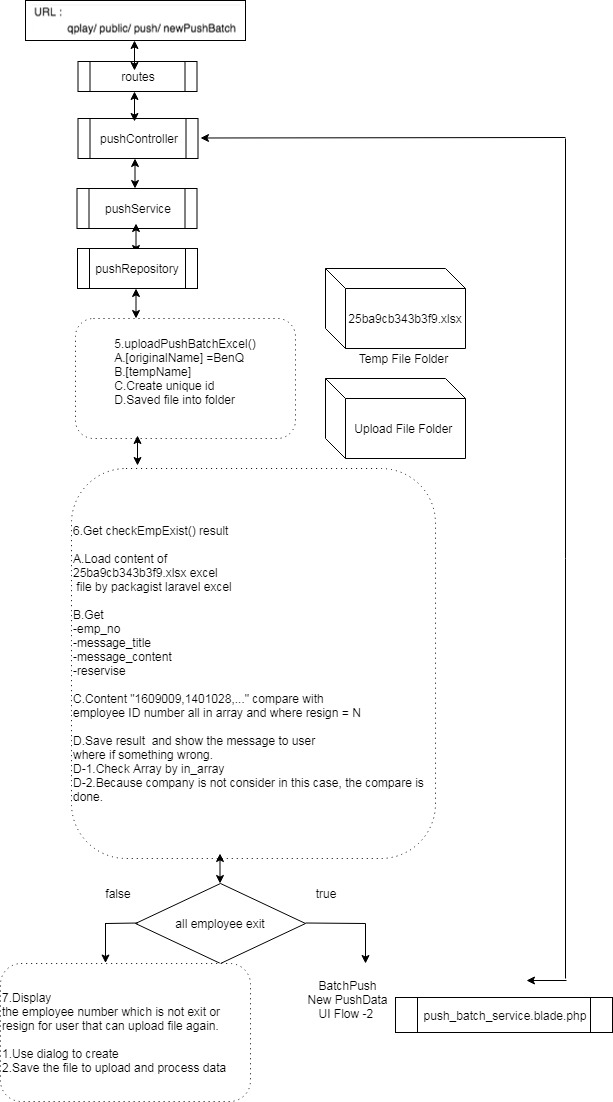 URL :
qplay/ public/ push/ newPushBatch
routes
pushController
pushService
pushRepository
5.uploadPushBatchExcel()
A.[originalName] =BenQ
B.[tempName]
C.Create unique id
D.Saved file into folder
25ba9cb343b3f9.xlsx
Temp File Folder
Upload File Folder
6.Get checkEmpExist() result
A.Load content of
25ba9cb343b3f9.xlsx excel
file by packagist laravel excel
B.Get
-emp_no
-message_title
-message_content
-reservise
C.Content "1609009,1401028,..." compare with
employee ID number all in array and where resign = N
D.Save result  and show the message to user
where if something wrong.
D-1.Check Array by in_array
D-2.Because company is not consider in this case, the compare is
done.
false
true
all employee exit
7.Display
the employee number which is not exit or
resign for user that can upload file again.
1.Use dialog to create
2.Save the file to upload and process data
BatchPush
New PushData
UI Flow -2
push_batch_service.blade.php